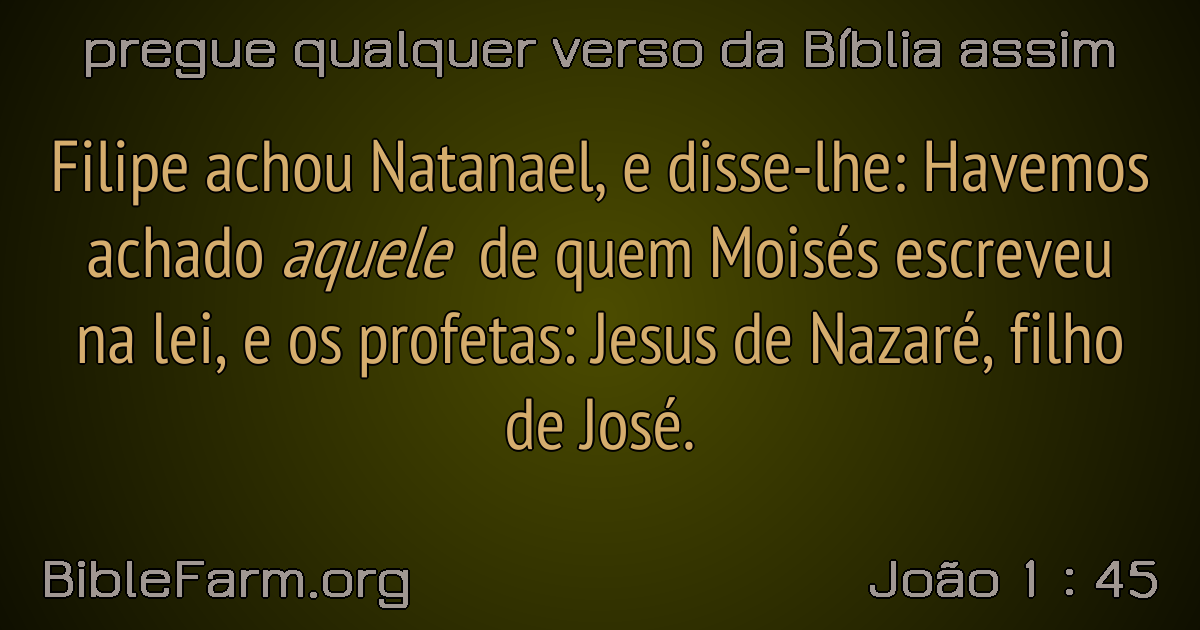 pregue qualquer verso da Bíblia assim
Filipe achou Natanael, e disse-lhe: Havemos
achado aquele de quem Moisés escreveu
na lei, e os profetas: Jesus de Nazaré, filho
de José.
BibleFarm.org
João 1 : 45